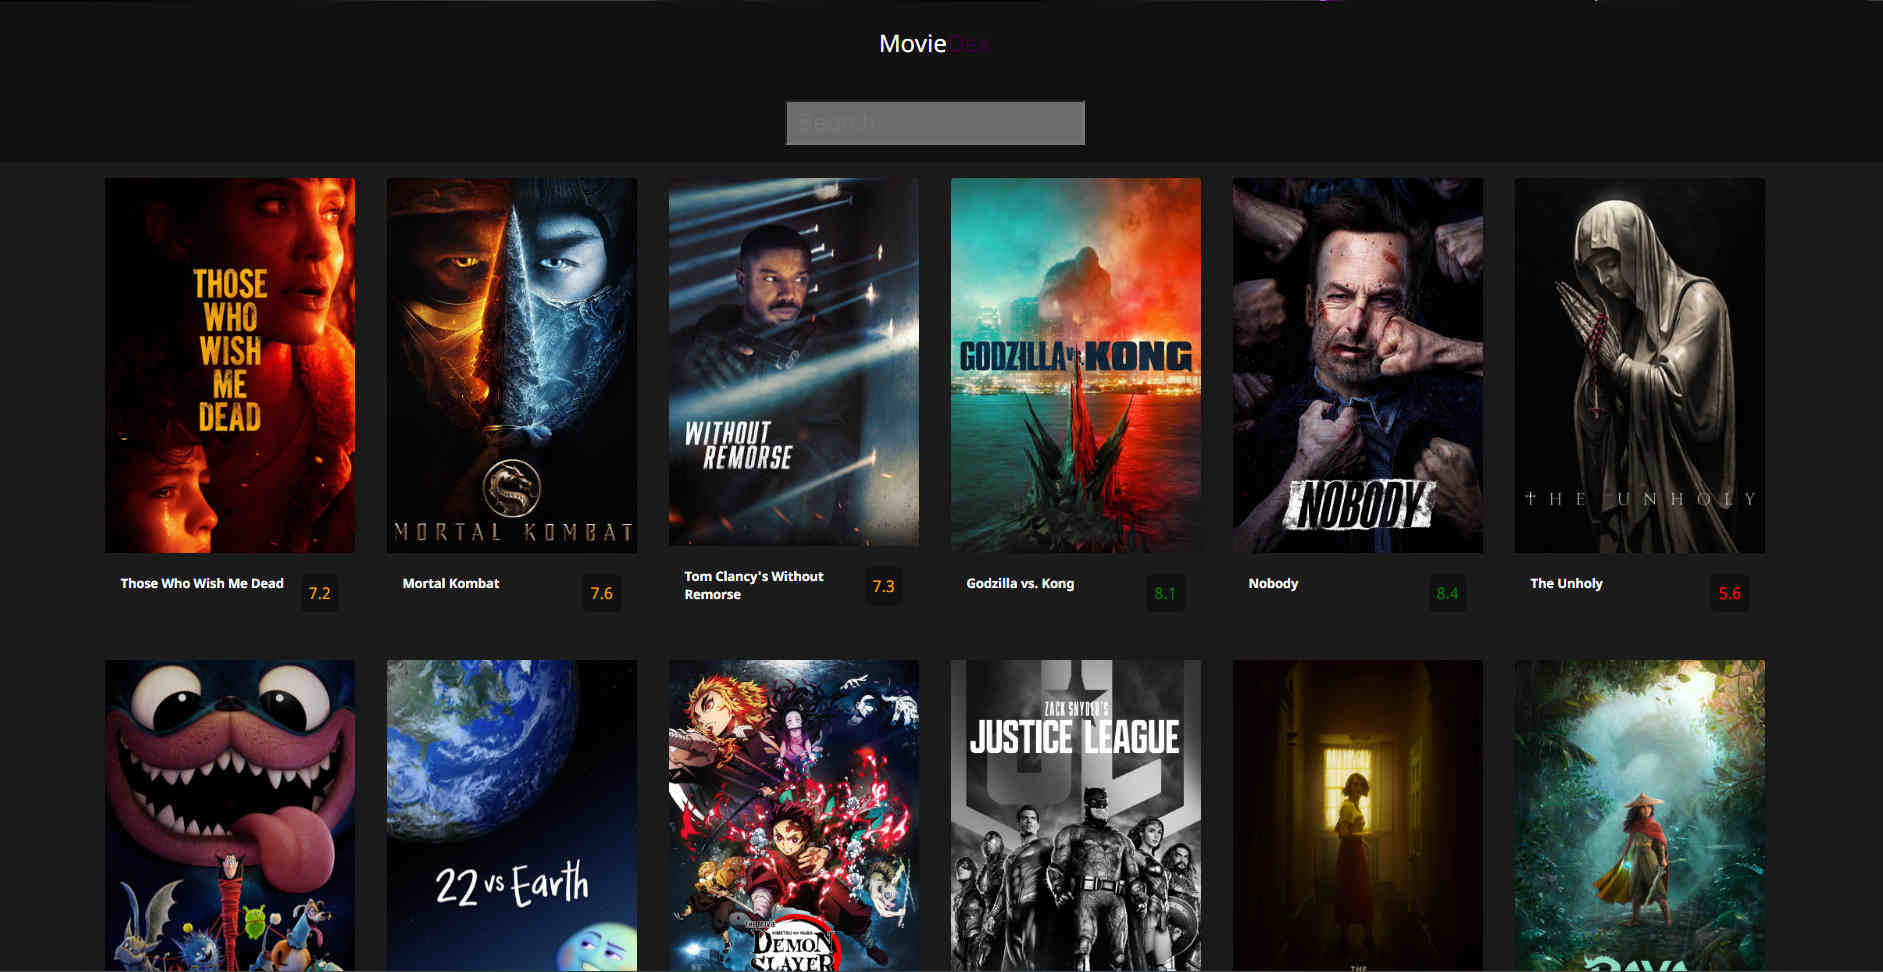 MovieDex
Search...
THOSE
WHO
WISH
ME
DEAD
MORTAL KOMBAT
WITHOUT
REMORSE
GODZILLA vs. KONG
NOBODY
THE UNHOLY
Those Who Wish Me Dead
7.2
Mortal Kombat
7.6
Tom Clancy's Without
Remorse
7.3
Godzilla vs. Kong
8.1
Nobody
8.4
The Unholy
5.6
22 vs Earth
DEMON
SLAYER
ZACK SNYDER'S
JUSTICE LEAGUE
THE
RAYA